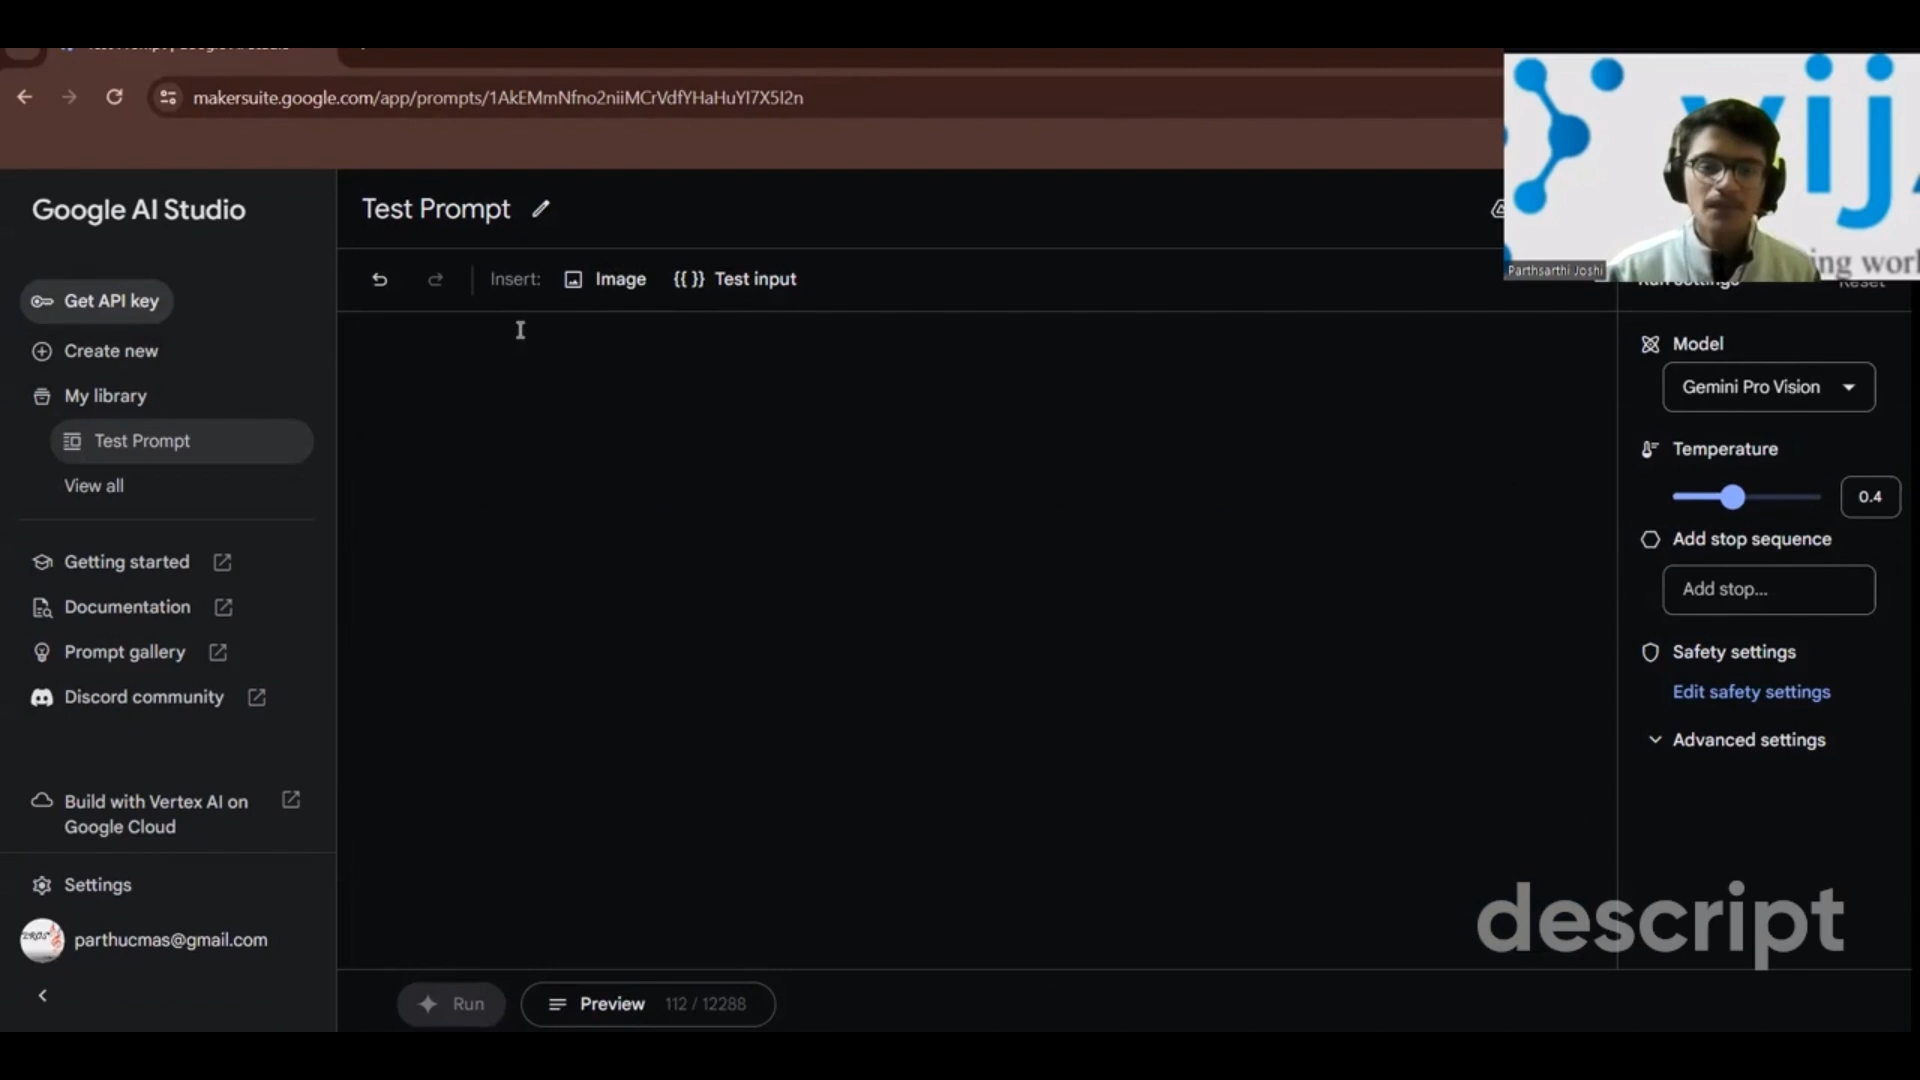 makersuite.google.com/app/prompts/1AkEMmNfno2niiMCrVdfYHaHuYI7X5I2n
Google AI Studio
Test Prompt
Parthsarthi Joshi
Get API key
Insert: Image {{ }} Test input
Create new
My library
Test Prompt
View all
Getting started
Documentation
Prompt gallery
Discord community
Build with Vertex AI on
Google Cloud
Settings
parthucmas@gmail.com
Model
Gemini Pro Vision
Temperature
0.4
Add stop sequence
Add stop...
Safety settings
Edit safety settings
Advanced settings
descript
Run Preview 112 / 12288